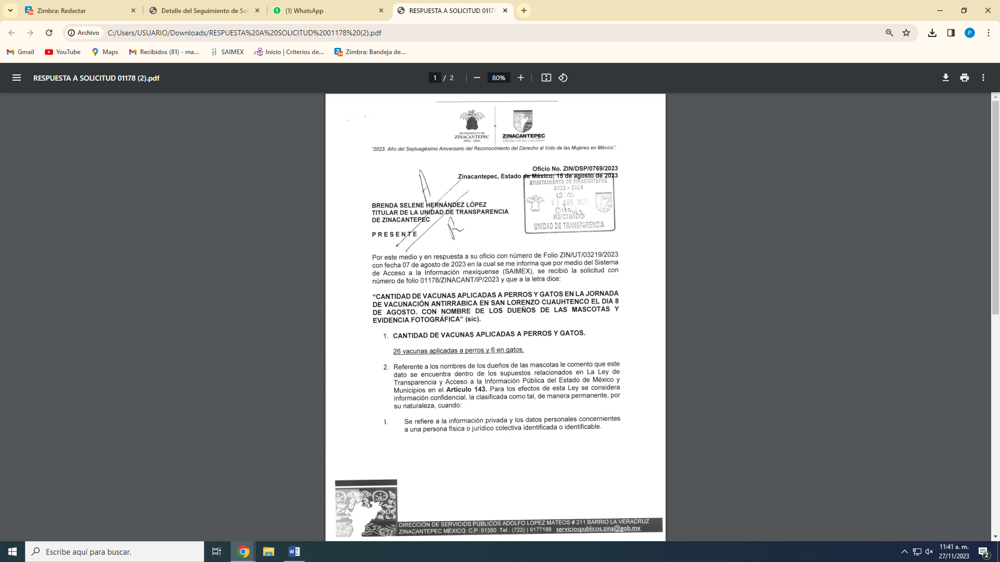 Zimbra: Redactar
Detalle del Seguimiento de Sol
(1) WhatsApp
RESPUESTA A SOLICITUD 01178
Archivo
C:/Users/USUARIO/Downloads/RESPUESTA%20A%20SOLICITUD%2001178%20(2).pdf
P
Gmail
YouTube
Maps
Recibidos (81) - ma...
SAIMEX
Inicio | Criterios de...
Zimbra: Bandeja de...
RESPUESTA A SOLICITUD 01178 (2).pdf
1 / 2
80%
AYUNTAMIENTO DE
ZINACANTEPEC
2022 - 2024
ZINACANTEPEC
GOBIERNO CERCANO E INCLUYENTE
"2023. Año del Septuagésimo Aniversario del Reconocimiento del Derecho al Voto de las Mujeres en México".
Oficio No. ZIN/DSP/0769/2023
Zinacantepec, Estado de México; 15 de agosto de 2023
AYUNTAMIENTO DE ZINACANTEPEC
2022 - 2024
15:05
15 AGO. 2023
Octavio
RECIBIDO
UNIDAD DE TRANSPARENCIA
BRENDA SELENE HERNÁNDEZ LÓPEZ
TITULAR DE LA UNIDAD DE TRANSPARENCIA
DE ZINACANTEPEC
P R E S E N T E
Por este medio y en respuesta a su oficio con número de Folio ZIN/UT/03219/2023
con fecha 07 de agosto de 2023 en la cual se me informa que por medio del Sistema
de Acceso a la Información mexiquense (SAIMEX), se recibió la solicitud con
número de folio 01178/ZINACANT/IP/2023 y que a la letra dice:
“CANTIDAD DE VACUNAS APLICADAS A PERROS Y GATOS EN LA JORNADA
DE VACUNACIÓN ANTIRRABICA EN SAN LORENZO CUAUHTENCO EL DIA 8
DE AGOSTO. CON NOMBRE DE LOS DUEÑOS DE LAS MASCOTAS Y
EVIDENCIA FOTOGRÁFICA” (sic).
1. CANTIDAD DE VACUNAS APLICADAS A PERROS Y GATOS.
26 vacunas aplicadas a perros y 6 en gatos.
2. Referente a los nombres de los dueños de las mascotas le comento que este
dato se encuentra dentro de los supuestos relacionados en La Ley de
Transparencia y Acceso a la Información Pública del Estado de México y
Municipios en el Artículo 143. Para los efectos de esta Ley se considera
información confidencial, la clasificada como tal, de manera permanente, por
su naturaleza, cuando:
I. Se refiere a la información privada y los datos personales concernientes
a una persona física o jurídico colectiva identificada o identificable.
DIRECCIÓN DE SERVICIOS PÚBLICOS ADOLFO LOPEZ MATEOS # 211 BARRIO LA VERACRUZ
ZINACANTEPEC MÉXICO C.P. 51350 Tel.: (722) ) 9177188 serviciospublicos.zina@gob.mx
Escribe aquí para buscar.
11:41 a. m.
27/11/2023
2